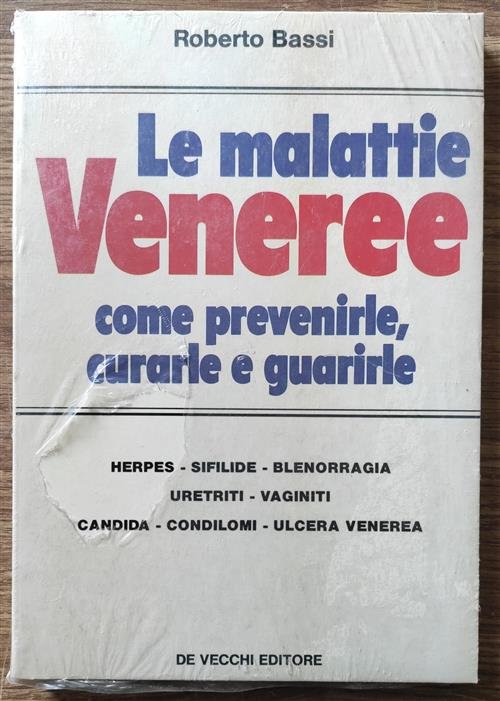 Roberto Bassi
Le malattie
Veneree
come prevenirle,
curarle e guarirle
HERPES - SIFILIDE - BLENORRAGIA
URETRITI - VAGINITI
CANDIDA - CONDILOMI - ULCERA VENEREA
DE VECCHI EDITORE